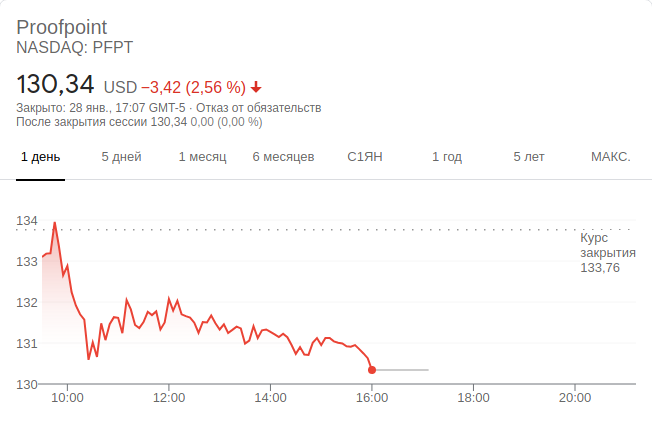 Proofpoint
NASDAQ: PFPT
130,34 USD −3,42 (2,56 %)
Закрыто: 28 янв., 17:07 GMT-5 · Отказ от обязательств
После закрытия сессии 130,34 0,00 (0,00 %)
1 день 5 дней 1 месяц 6 месяцев С1ЯН 1 год 5 лет МАКС.
134
Курс
закрытия
133,76
133
132
131
130
10:00 12:00 14:00 16:00 18:00 20:00